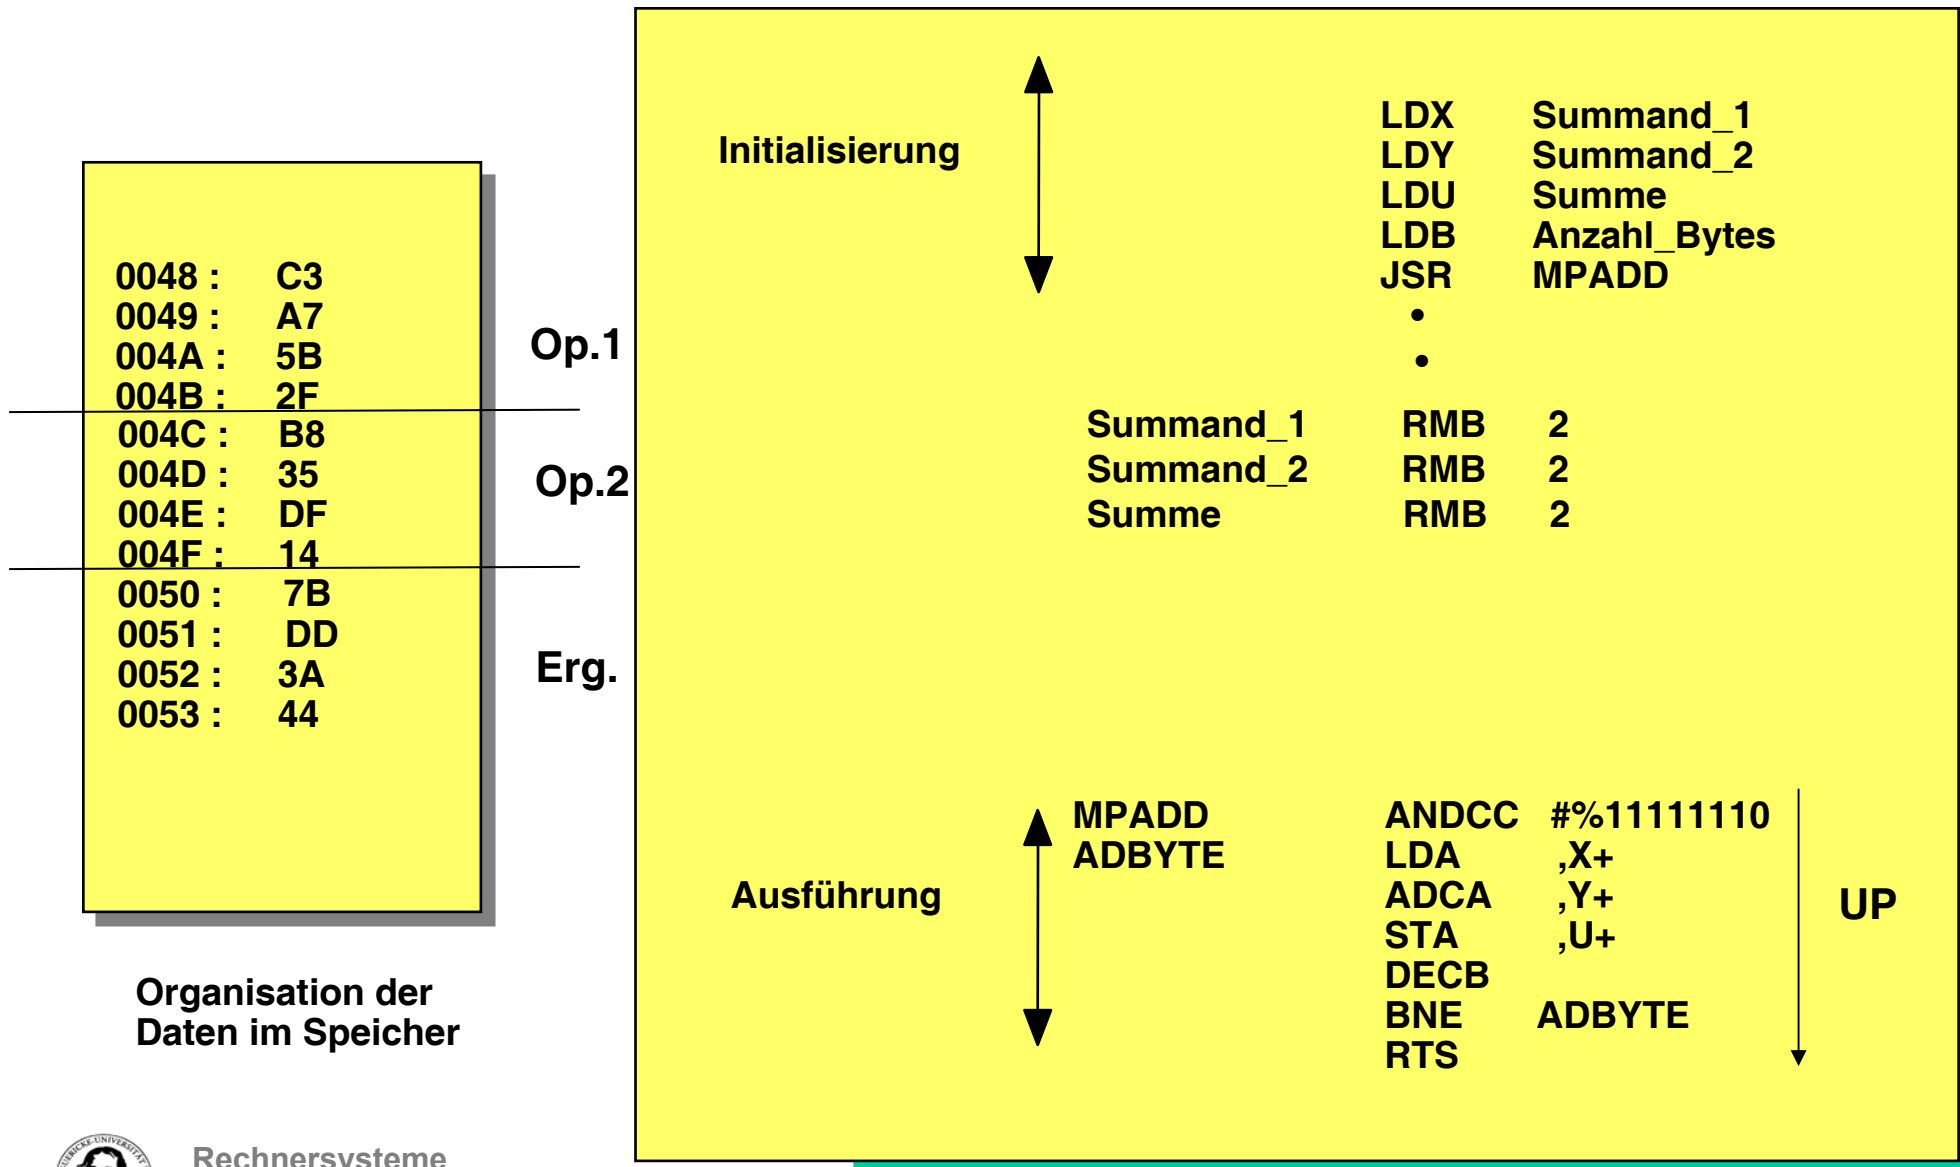 0048 : C3
0049 : A7
004A : 5B
004B : 2F
004C : B8
004D : 35
004E : DF
004F : 14
0050 : 7B
0051 : DD
0052 : 3A
0053 : 44
Op.1
Op.2
Erg.
Organisation der
Daten im Speicher
Initialisierung
LDX Summand_1
LDY Summand_2
LDU Summe
LDB Anzahl_Bytes
JSR MPADD
•
•
Summand_1 RMB 2
Summand_2 RMB 2
Summe RMB 2
Ausführung
MPADD ANDCC #%11111110
ADBYTE LDA ,X+
ADCA ,Y+
STA ,U+
DECB
BNE ADBYTE
RTS
UP
Rechnersysteme